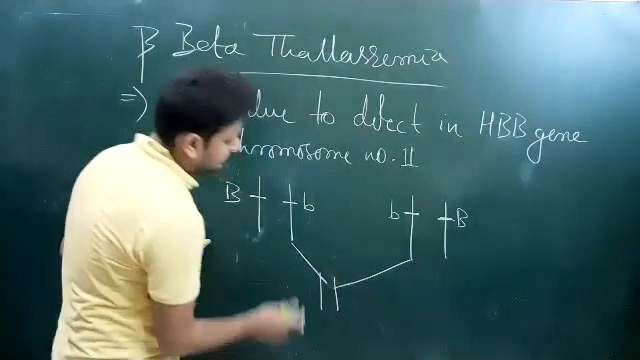 β Beta Thallassemia
=> due to defect in HBB gene
chromosome no. 11
B b b B